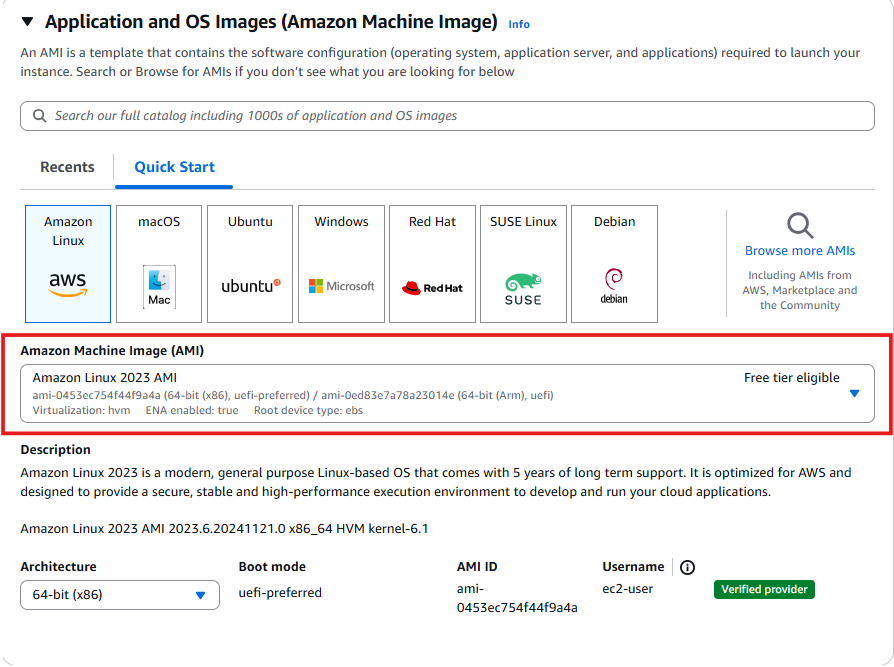 Application and OS Images (Amazon Machine Image) Info
An AMI is a template that contains the software configuration (operating system, application server, and applications) required to launch your
instance. Search or Browse for AMIs if you don't see what you are looking for below
Search our full catalog including 1000s of application and OS images
Recents
Quick Start
Amazon
Linux
aws
macOS
Mac
Ubuntu
ubuntu
Windows
Microsoft
Red Hat
Red Hat
SUSE Linux
SUSE
Debian
debian
Browse more AMIs
Including AMIs from
AWS, Marketplace and
the Community
Amazon Machine Image (AMI)
Amazon Linux 2023 AMI
Free tier eligible
ami-0453ec754f44f9a4a (64-bit (x86), uefi-preferred) / ami-0ed83e7a78a23014e (64-bit (Arm), uefi)
Virtualization: hvm ENA enabled: true Root device type: ebs
Description
Amazon Linux 2023 is a modern, general purpose Linux-based OS that comes with 5 years of long term support. It is optimized for AWS and
designed to provide a secure, stable and high-performance execution environment to develop and run your cloud applications.
Amazon Linux 2023 AMI 2023.6.20241121.0 x86_64 HVM kernel-6.1
Architecture
64-bit (x86)
Boot mode
uefi-preferred
AMI ID
ami-
0453ec754f44f9a4a
Username
ec2-user
Verified provider